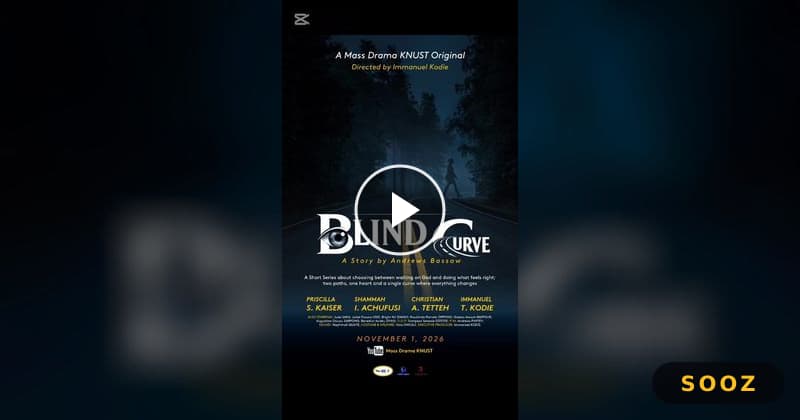 A Mass Drama KNUST Original
Directed by Immanuel Kodie
BLIND CURVE
A Story by Andrews Bassaw
A Short Series about choosing between waiting on God and doing what feels right;
two paths, one heart and a single curve where everything changes
PRISCILLA SHAMMAH CHRISTIAN IMMANUEL
S. KAISER I. ACHUFUSI A. TETTEH T. KODIE
NOVEMBER 1, 2026
YouTube Mass Drama KNUST
SOOZ